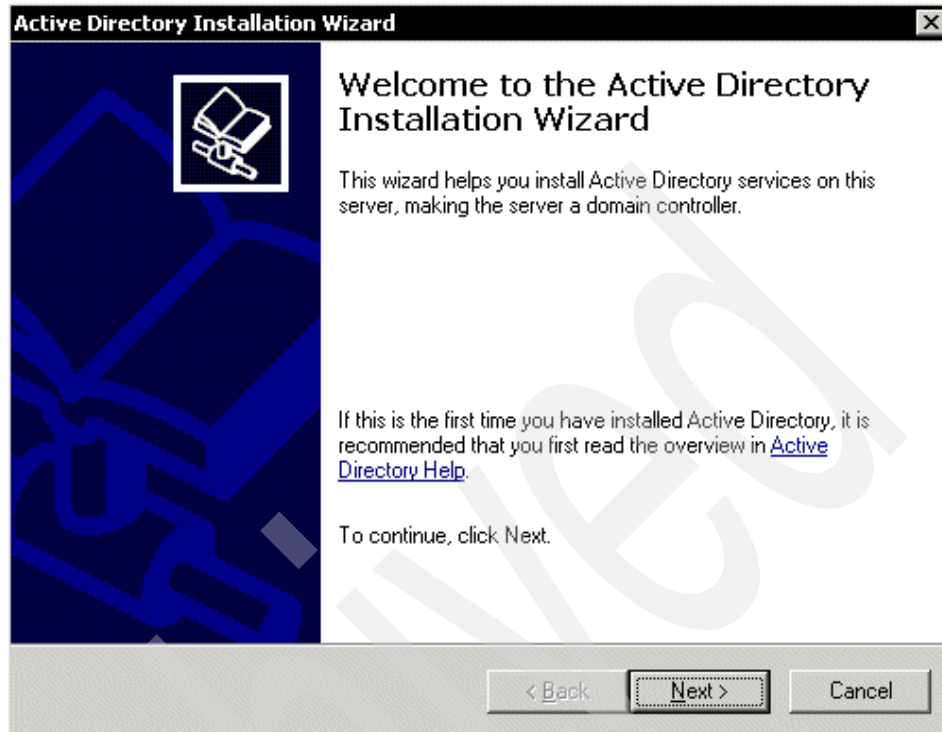 Active Directory Installation Wizard
Welcome to the Active Directory
Installation Wizard
This wizard helps you install Active Directory services on this
server, making the server a domain controller.
If this is the first time you have installed Active Directory, it is
recommended that you first read the overview in Active
Directory Help.
To continue, click Next.
< Back
Next >
Cancel